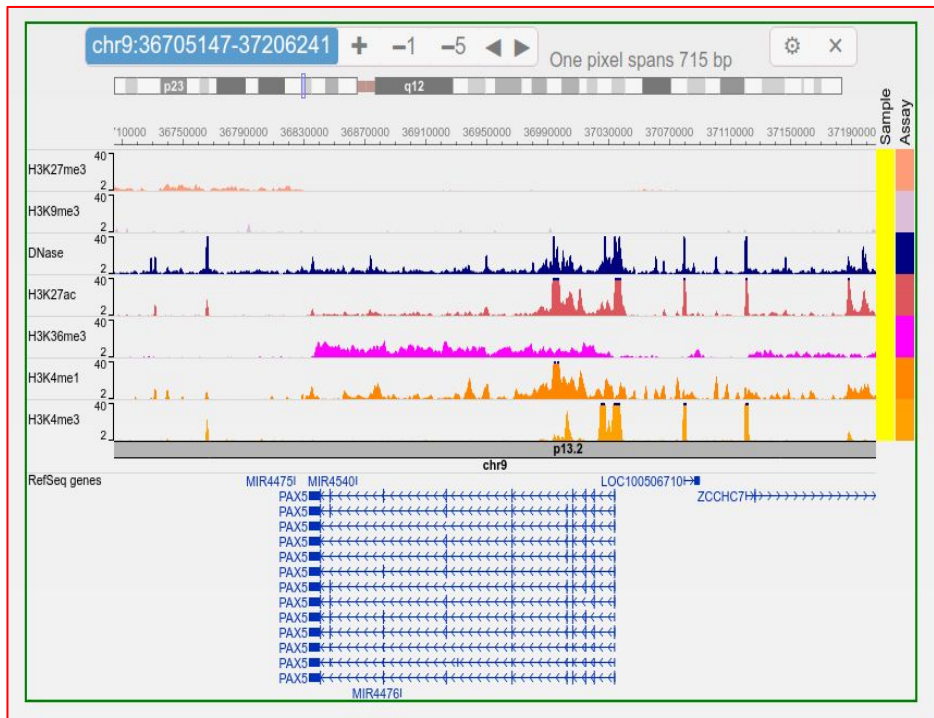 chr9:36705147-37206241 + −1 −5 ◀ ▶ One pixel spans 715 bp ⚙ ×
p23 q12
Sample
Assay
'10000 36750000 36790000 36830000 36870000 36910000 36950000 36990000 37030000 37070000 37110000 37150000 37190000
H3K27me3 40 2
H3K9me3 40 2
DNase 40 2
H3K27ac 40 2
H3K36me3 40 2
H3K4me1 40 2
H3K4me3 40 2
p13.2
chr9
RefSeq genes MIR4475 MIR4540 LOC100506710
PAX5 ZCCHC7
PAX5
PAX5
PAX5
PAX5
PAX5
PAX5
PAX5
PAX5
PAX5
PAX5
PAX5
PAX5
MIR4476